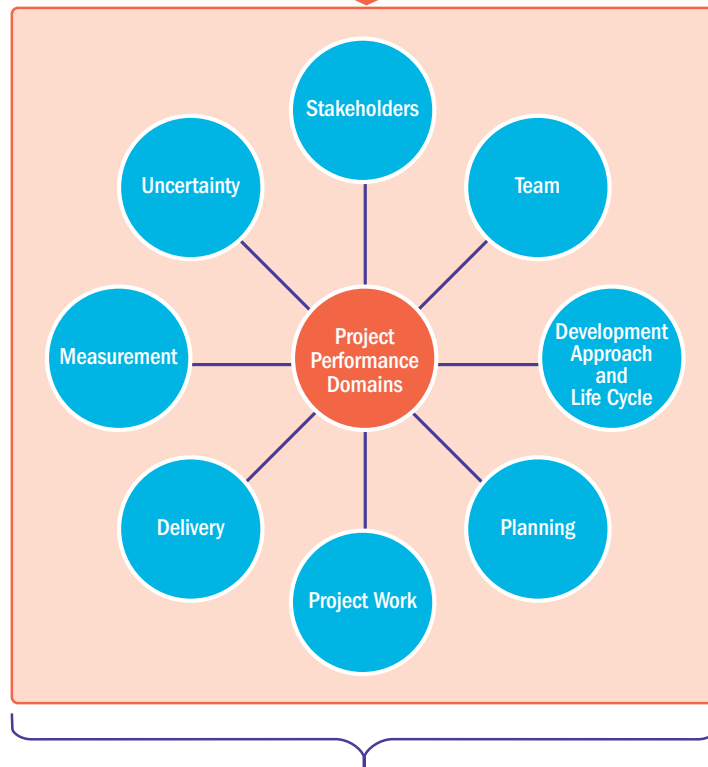 Stakeholders
Uncertainty
Team
Project
Performance
Domains
Measurement
Development
Approach
and
Life Cycle
Delivery
Planning
Project Work